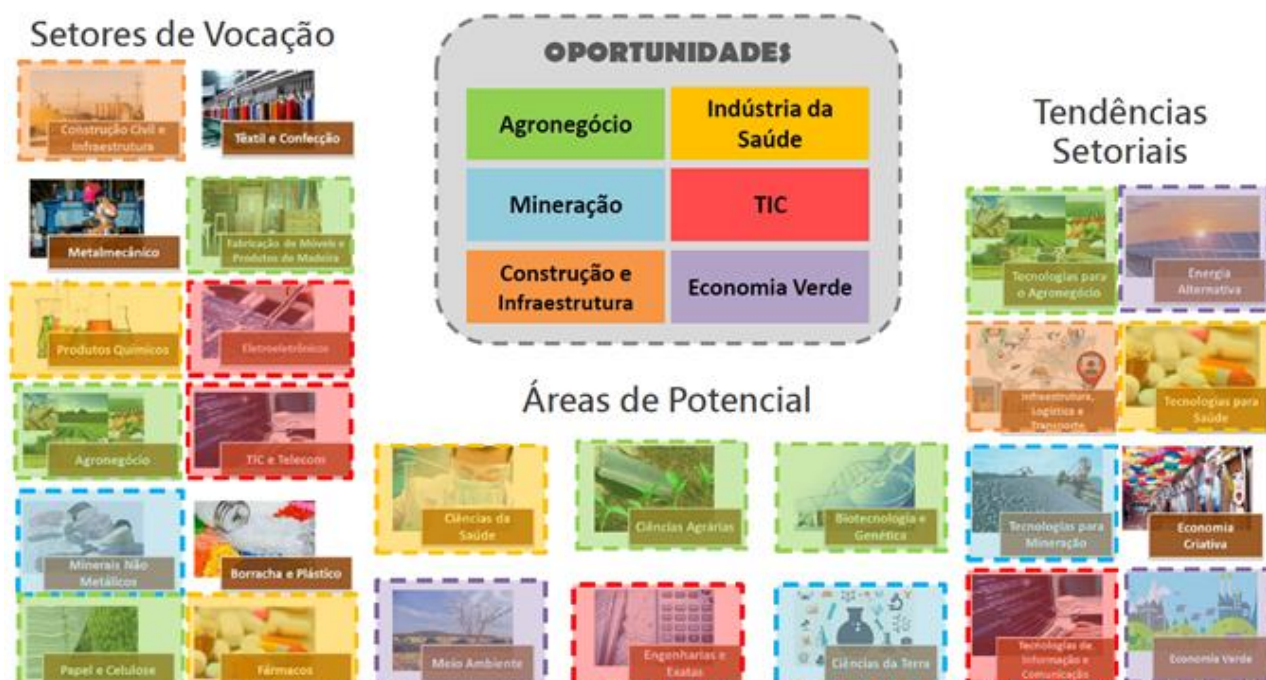 Setores de Vocação
Construção Civil e
Infraestrutura
Têxtil e Confecção
Metalmecânico
Fabricação de Móveis e
Produtos de Madeira
Produtos Químicos
Eletroeletrônicos
Agronegócio
TIC e Telecom
Minerais Não
Metálicos
Borracha e Plástico
Papel e Celulose
Fármacos
OPORTUNIDADES
Agronegócio
Indústria da
Saúde
Mineração
TIC
Construção e
Infraestrutura
Economia Verde
Áreas de Potencial
Ciências da
Saúde
Ciências Agrárias
Biotecnologia e
Genética
Meio Ambiente
Engenharias e
Exatas
Ciências da Terra
Tendências
Setoriais
Tecnologias para
o Agronegócio
Energia
Alternativa
Infraestrutura,
Logística e
Transporte
Tecnologias para
Saúde
Tecnologias para
Mineração
Economia
Criativa
Tecnologias da
Informação e
Comunicação
Economia Verde